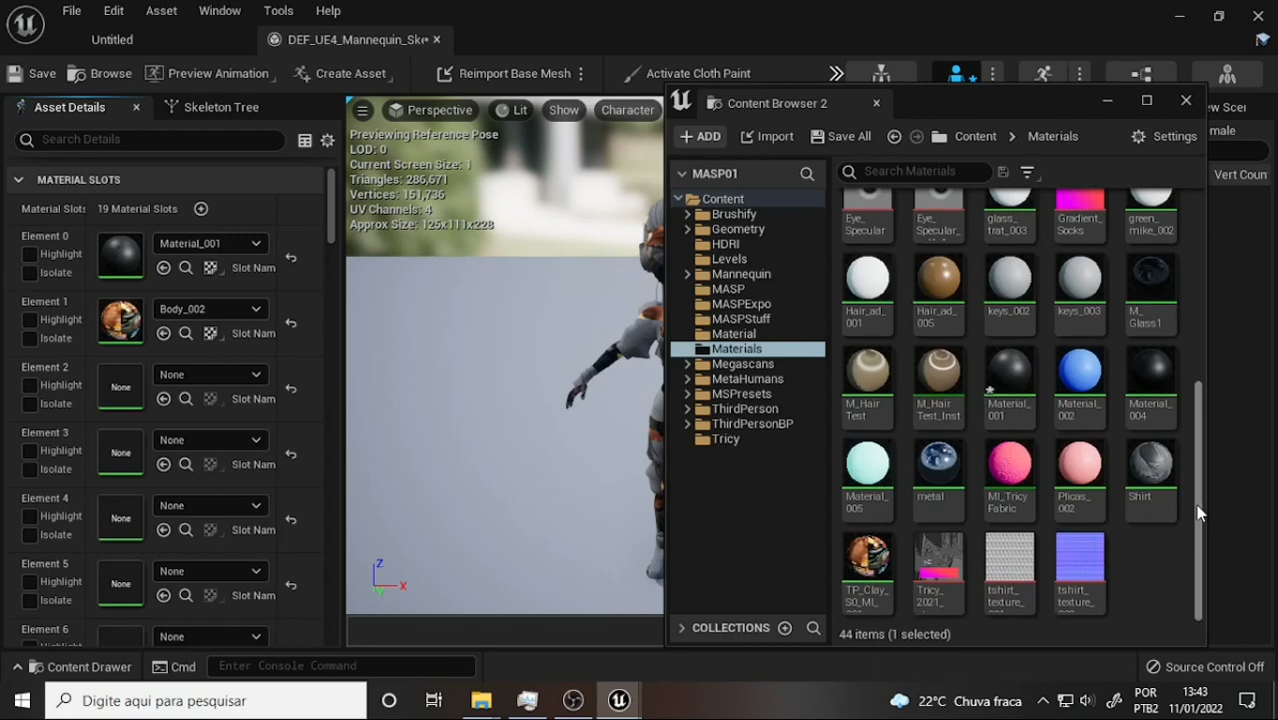 File Edit Asset Window Tools Help
Untitled
DEF_UE4_Mannequin_Ske
Save Browse Preview Animation Create Asset Reimport Base Mesh Activate Cloth Paint
Asset Details Skeleton Tree
Search Details
MATERIAL SLOTS
Material Slots 19 Material Slots
Element 0
Highlight
Isolate
Material_001
Slot Nam
Element 1
Highlight
Isolate
Body_002
Slot Nam
Element 2
Highlight
Isolate
None
None
Slot Nam
Element 3
Highlight
Isolate
None
None
Slot Nam
Element 4
Highlight
Isolate
None
None
Slot Nam
Element 5
Highlight
Isolate
None
None
Slot Nam
Element 6
None
Perspective Lit Show Character
Previewing Reference Pose
LOD: 0
Current Screen Size: 1
Triangles: 286,671
Vertices: 151,736
UV Channels: 4
Approx Size: 125x111x228
Z
X
Y
Content Browser 2
ADD Import Save All Content Materials Settings
MASP01
Content
Brushify
Geometry
HDRI
Levels
Mannequin
MASP
MASPExpo
MASPStuff
Material
Materials
Megascans
MetaHumans
MSPresets
ThirdPerson
ThirdPersonBP
Tricy
COLLECTIONS
Search Materials
Eye_
Specular
Eye_
Specular_
glass_
trat_003
Gradient_
Socks
green_
mike_002
Hair_ad_
001
Hair_ad_
005
keys_002
keys_003
M_
Glass1
M_Hair
Test
M_Hair
Test_Inst
Material_
001
Material_
002
Material_
004
Material_
005
metal
MI_Tricy
Fabric
Plicas_
002
Shirt
TP_Clay_
S0_MI_
Tricy_
2021_
tshirt_
texture_
tshirt_
texture_
44 items (1 selected)
ew Scen
male
Vert Coun
Content Drawer Cmd Enter Console Command Source Control Off
Digite aqui para pesquisar
22°C Chuva fraca
POR
PTB2
13:43
11/01/2022